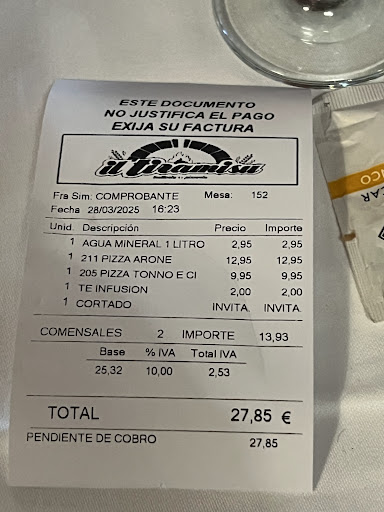 ESTE DOCUMENTO
NO JUSTIFICA EL PAGO
EXIJA SU FACTURA
il tiramisu
Fra Sim: COMPROBANTE Mesa: 152
Fecha 28/03/2025 16:23
Unid. Descripción Precio Importe
1 AGUA MINERAL 1 LITRO 2,95 2,95
1 211 PIZZA ARONE 12,95 12,95
1 205 PIZZA TONNO E CI 9,95 9,95
1 TE INFUSION 2,00 2,00
1 CORTADO INVITA. INVITA.
COMENSALES 2 IMPORTE 13,93
Base % IVA Total IVA
25,32 10,00 2,53
TOTAL 27,85 €
PENDIENTE DE COBRO 27,85